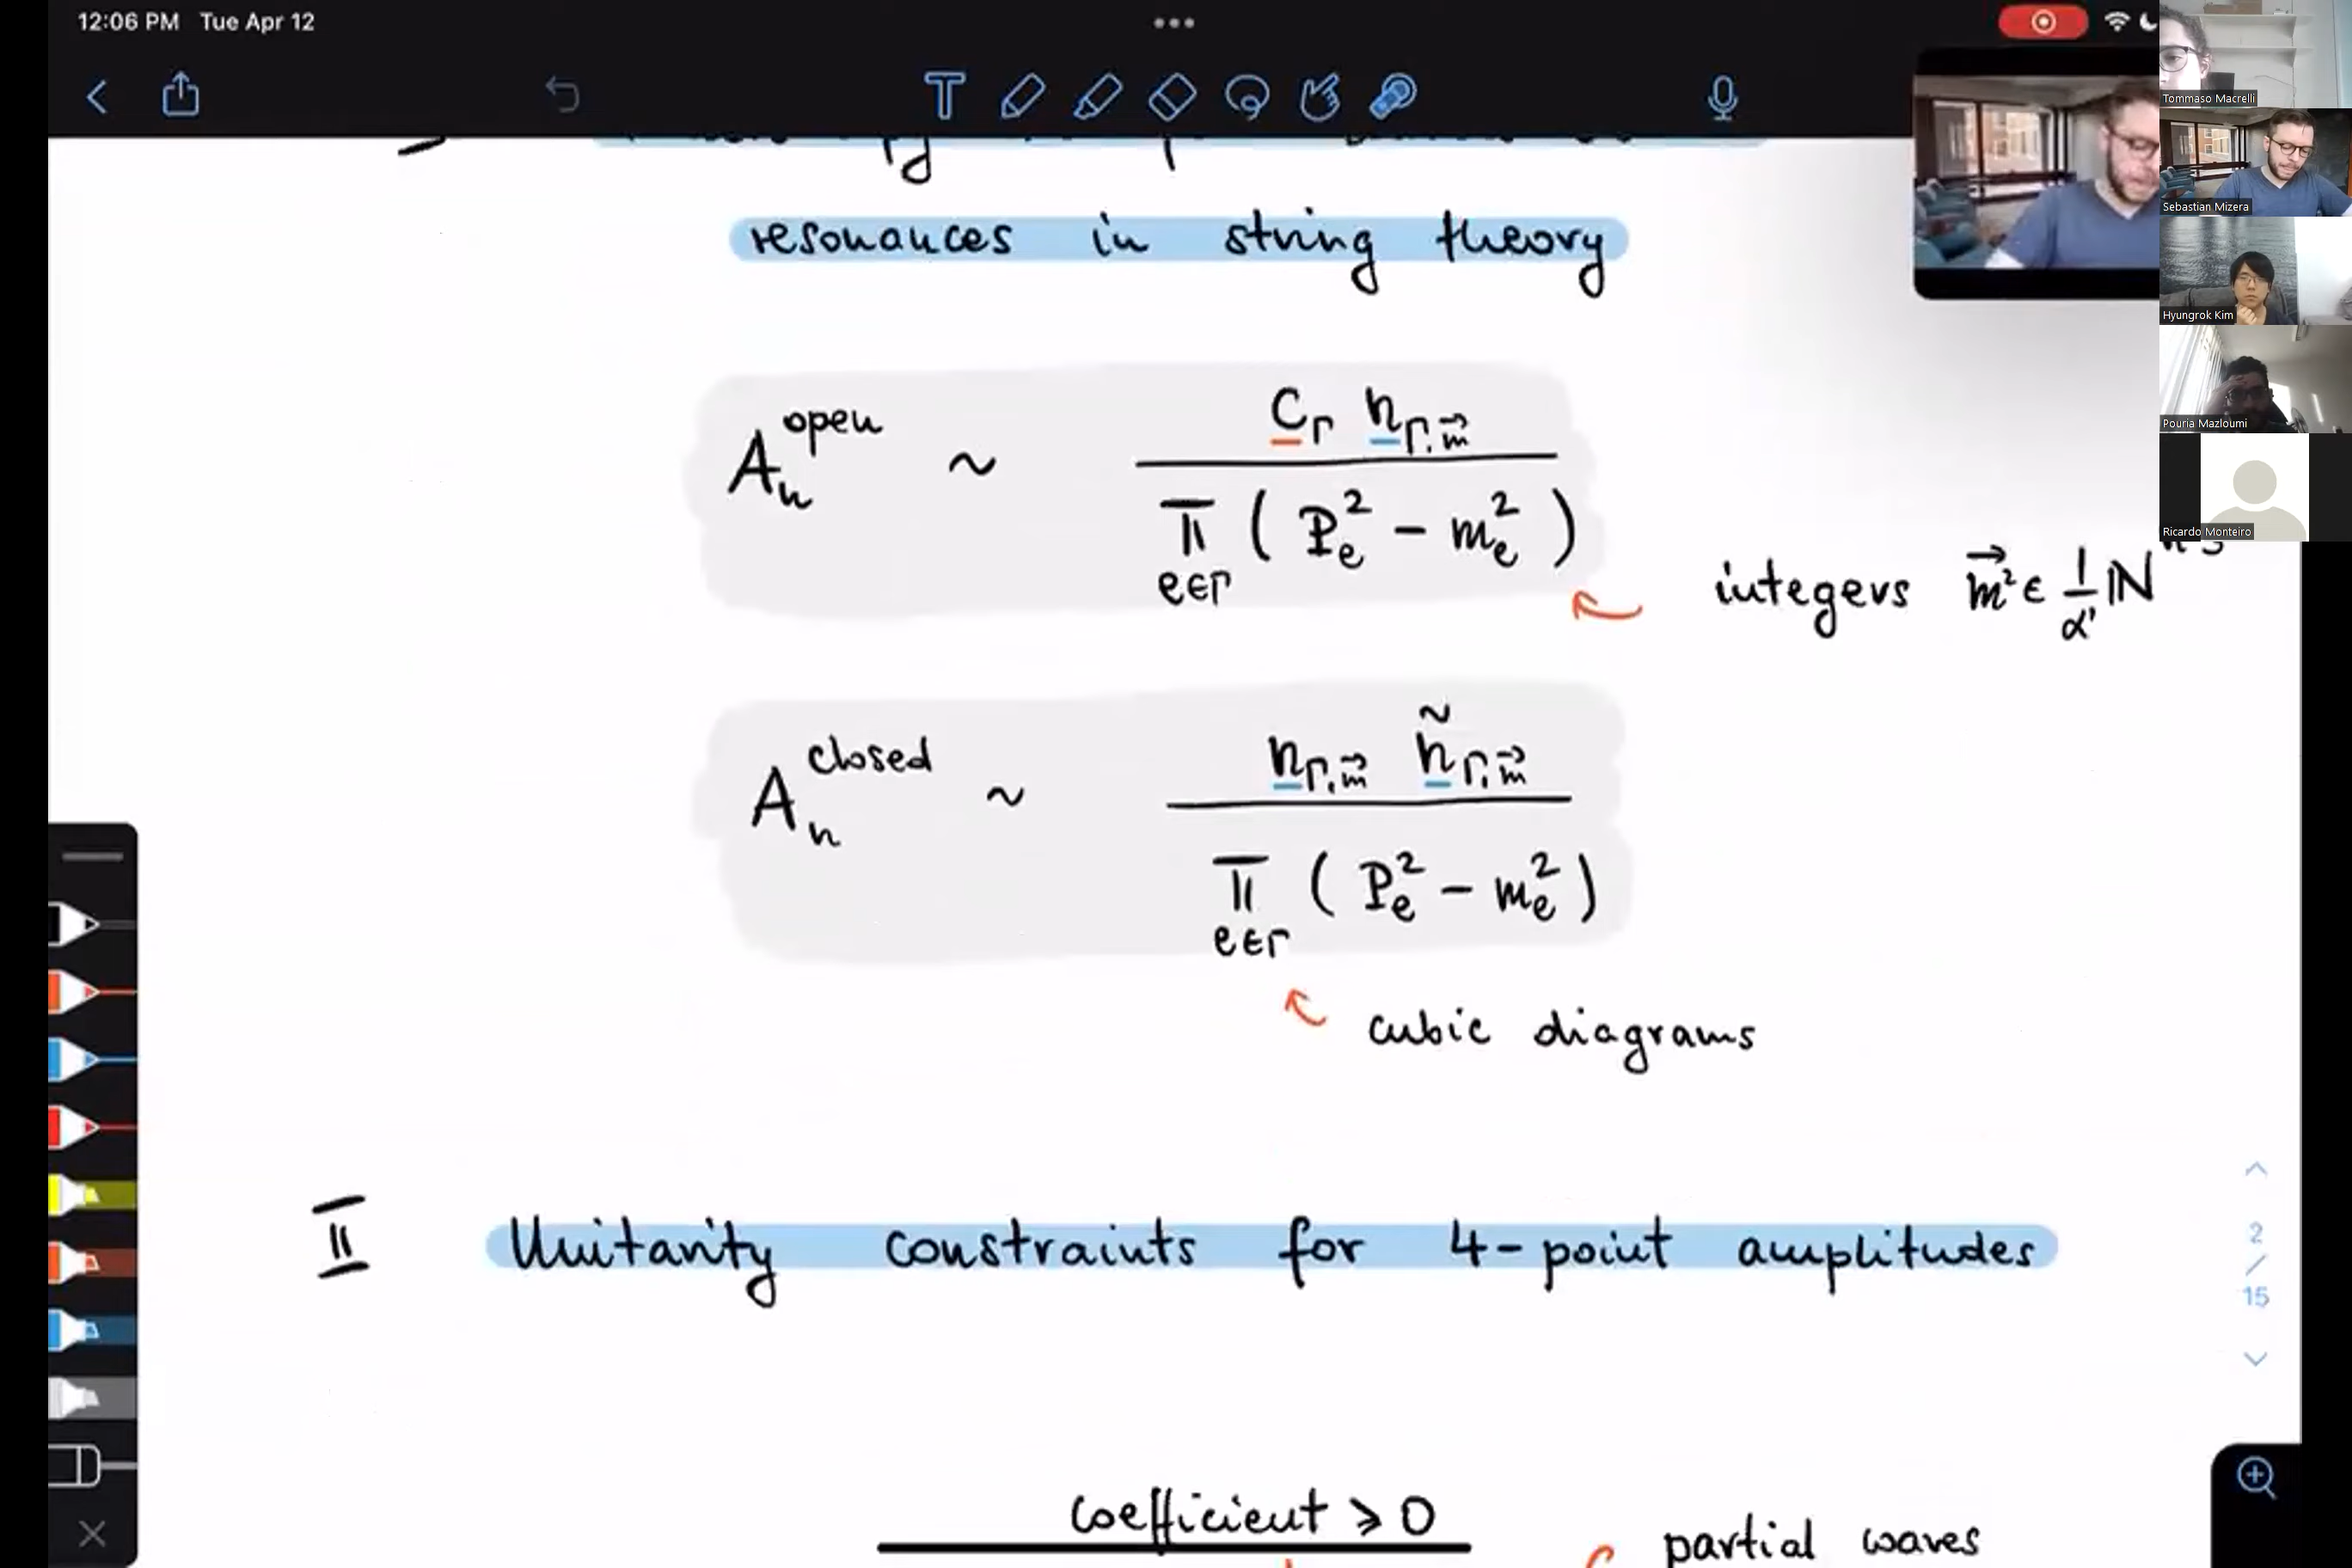 12:06 PM Tue Apr 12
Tommaso Macrelli
Sebastian Mizera
Hyungrok Kim
Pouria Mazloumi
Ricardo Monteiro
resonances in string theory
A_n^open ~ C_Γ n_Γ,m⃗ / ∏_{e∈Γ} ( P_e^2 − m_e^2 )
integers m⃗^2 ∈ 1/α' ℕ
A_n^closed ~ n_Γ,m⃗ ñ_Γ,m⃗ / ∏_{e∈Γ} ( P_e^2 − m_e^2 )
cubic diagrams
II Unitarity constraints for 4-point amplitudes
2 / 15
coefficient ⩾ 0
partial waves